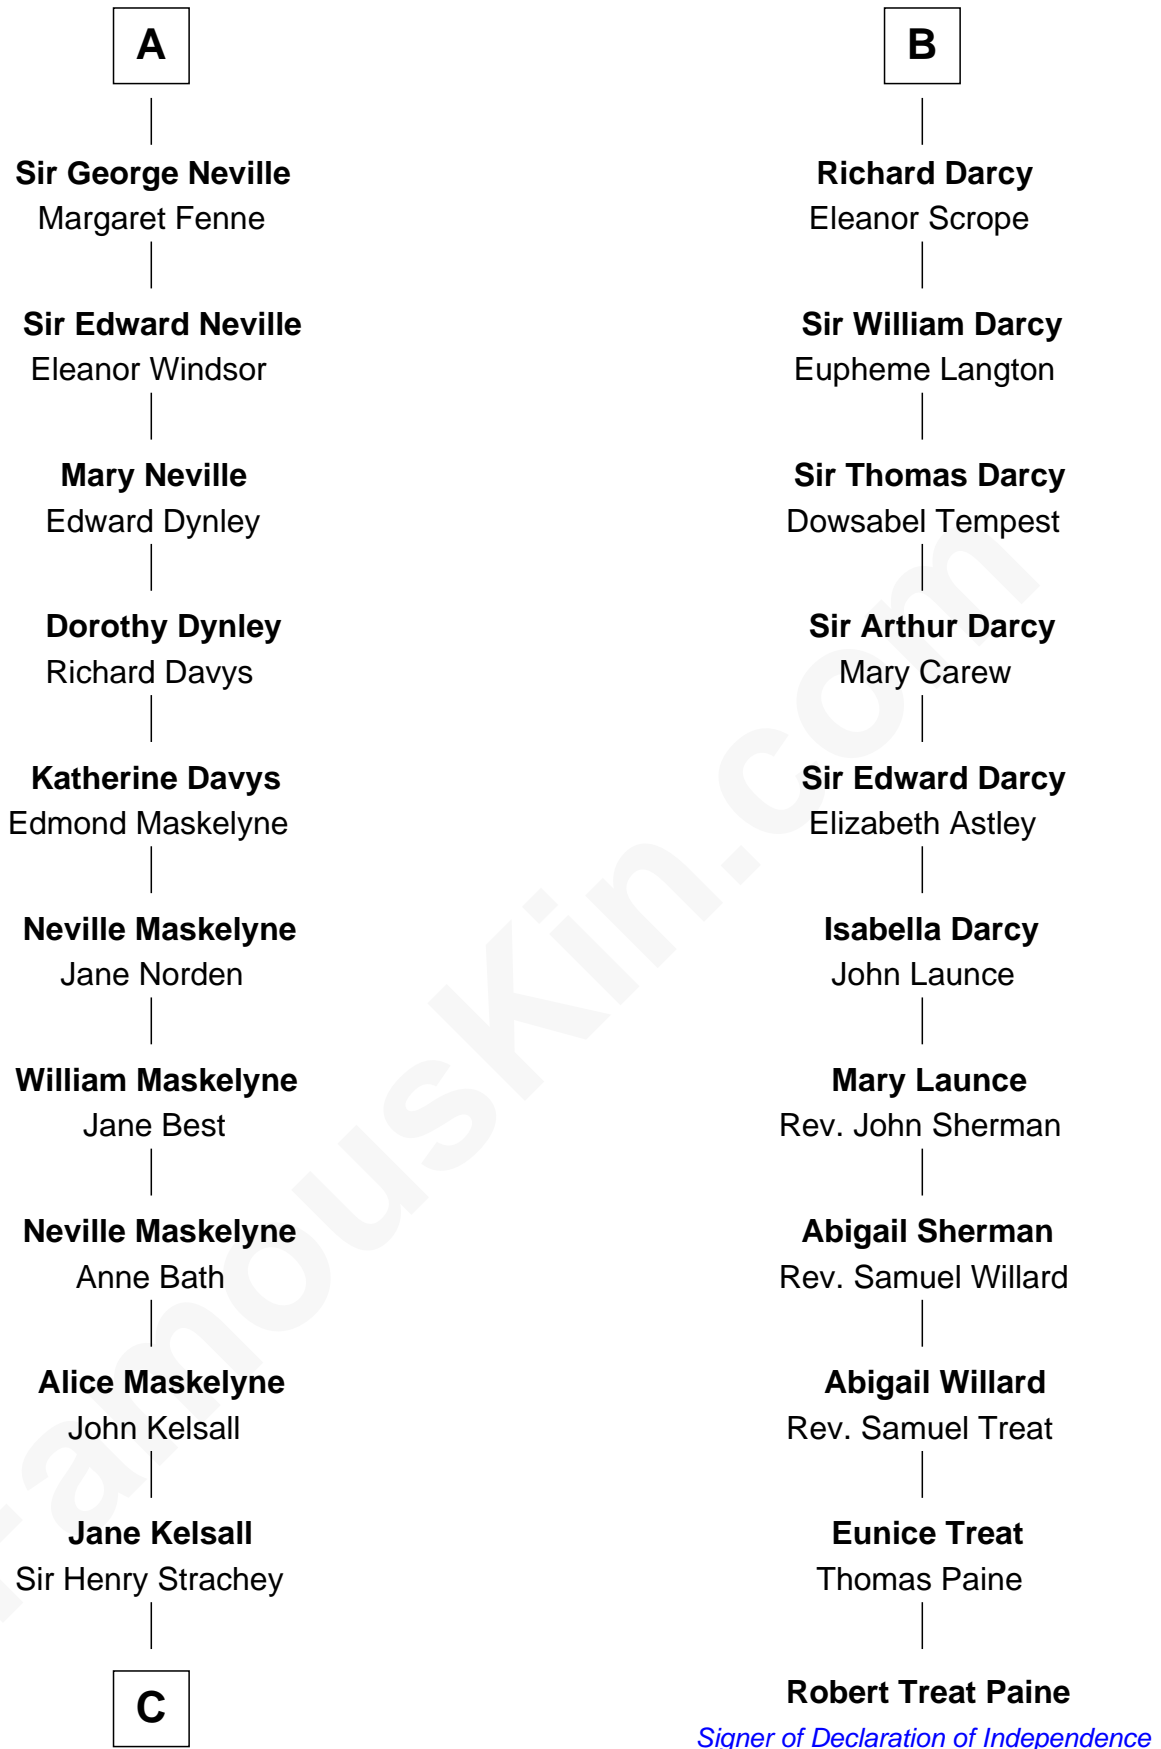 A
Sir George Neville
Margaret Fenne
Sir Edward Neville
Eleanor Windsor
Mary Neville
Edward Dynley
Dorothy Dynley
Richard Davys
Katherine Davys
Edmond Maskelyne
Neville Maskelyne
Jane Norden
William Maskelyne
Jane Best
Neville Maskelyne
Anne Bath
Alice Maskelyne
John Kelsall
Jane Kelsall
Sir Henry Strachey
C
B
Richard Darcy
Eleanor Scrope
Sir William Darcy
Eupheme Langton
Sir Thomas Darcy
Dowsabel Tempest
Sir Arthur Darcy
Mary Carew
Sir Edward Darcy
Elizabeth Astley
Isabella Darcy
John Launce
Mary Launce
Rev. John Sherman
Abigail Sherman
Rev. Samuel Willard
Abigail Willard
Rev. Samuel Treat
Eunice Treat
Thomas Paine
Robert Treat Paine
Signer of Declaration of Independence
FamousKin.com